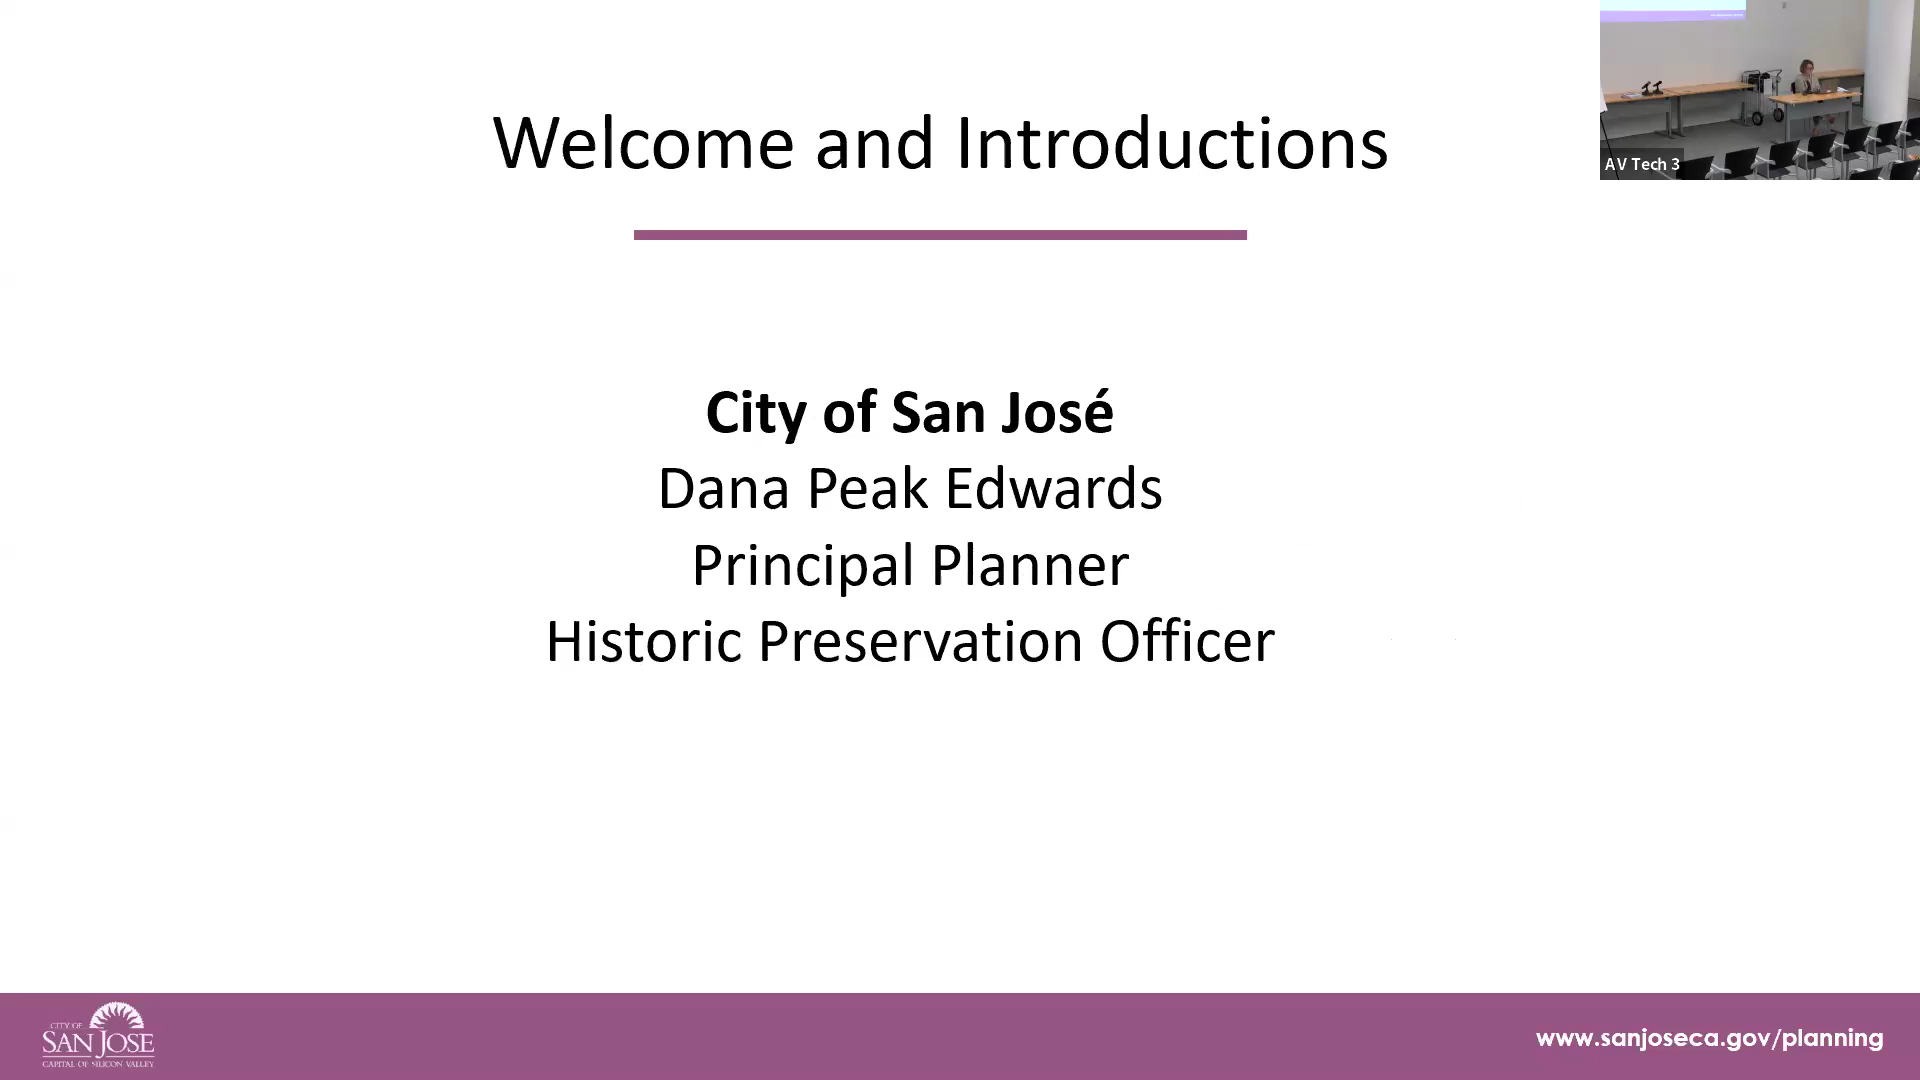 Welcome and Introductions
AV Tech 3
City of San José
Dana Peak Edwards
Principal Planner
Historic Preservation Officer
CITY OF
SAN JOSE
CAPITAL OF SILICON VALLEY
www.sanjoseca.gov/planning